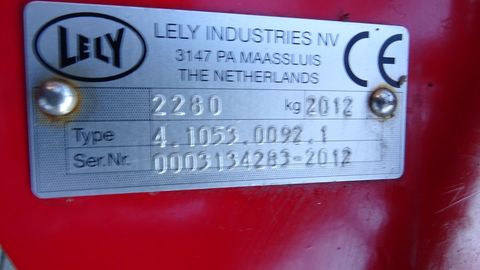 LELY
LELY INDUSTRIES NV
3147 PA MAASSLUIS
THE NETHERLANDS
CE
2280 kg 2012
Type 4.1053.0092.1
Ser.Nr. 0003134283-2012